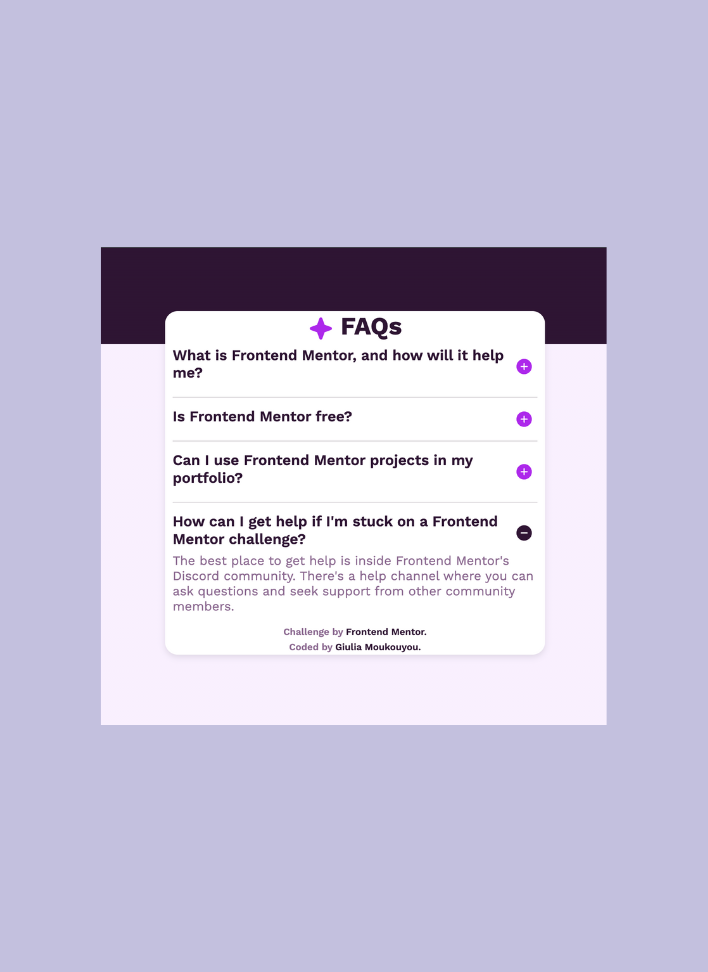 FAQs
What is Frontend Mentor, and how will it help
me?
Is Frontend Mentor free?
Can I use Frontend Mentor projects in my
portfolio?
How can I get help if I'm stuck on a Frontend
Mentor challenge?
The best place to get help is inside Frontend Mentor's
Discord community. There's a help channel where you can
ask questions and seek support from other community
members.
Challenge by Frontend Mentor.
Coded by Giulia Moukouyou.